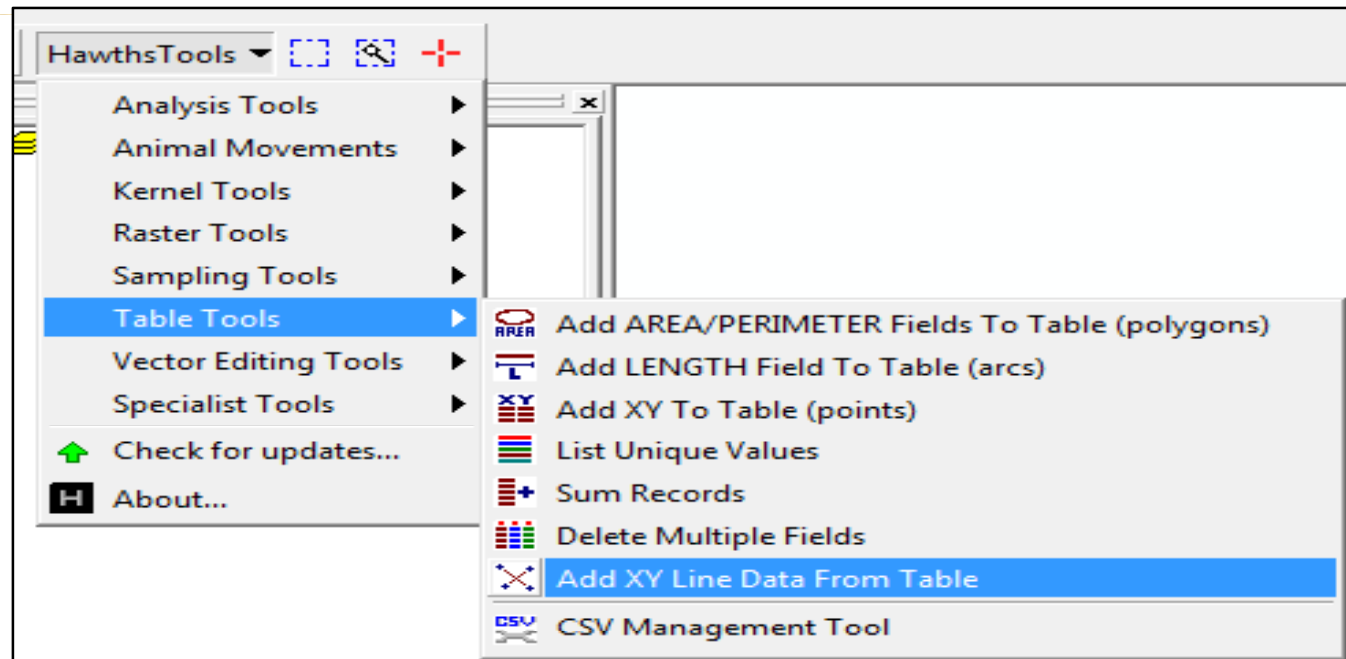 HawthsTools
Analysis Tools
Animal Movements
Kernel Tools
Raster Tools
Sampling Tools
Table Tools
Vector Editing Tools
Specialist Tools
Check for updates...
H About...
AREA Add AREA/PERIMETER Fields To Table (polygons)
L Add LENGTH Field To Table (arcs)
XY Add XY To Table (points)
List Unique Values
Sum Records
Delete Multiple Fields
Add XY Line Data From Table
CSV CSV Management Tool